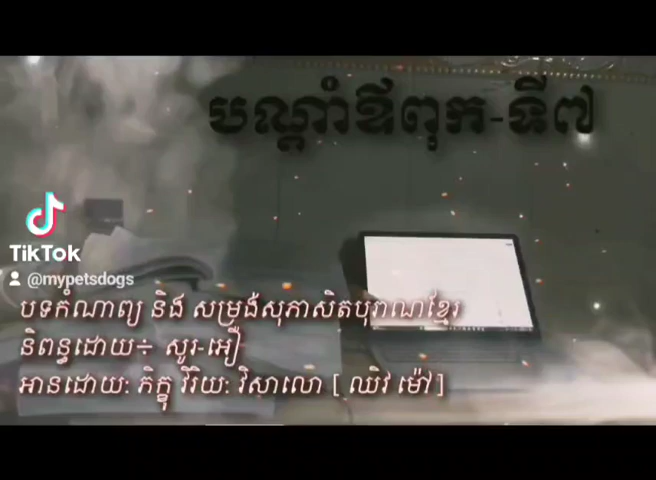 បណ្ដាំឪពុក-ទី៧
TikTok
@mypetsdogs
បទកំណាព្យ និង សម្រង់សុភាសិតបុរាណខ្មែរ
និពន្ធដោយ÷ សូរ-អឿ
អានដោយ: ភិក្ខុ វីរិយ: វិសាលោ [ ឈិវ ម៉ៅ]